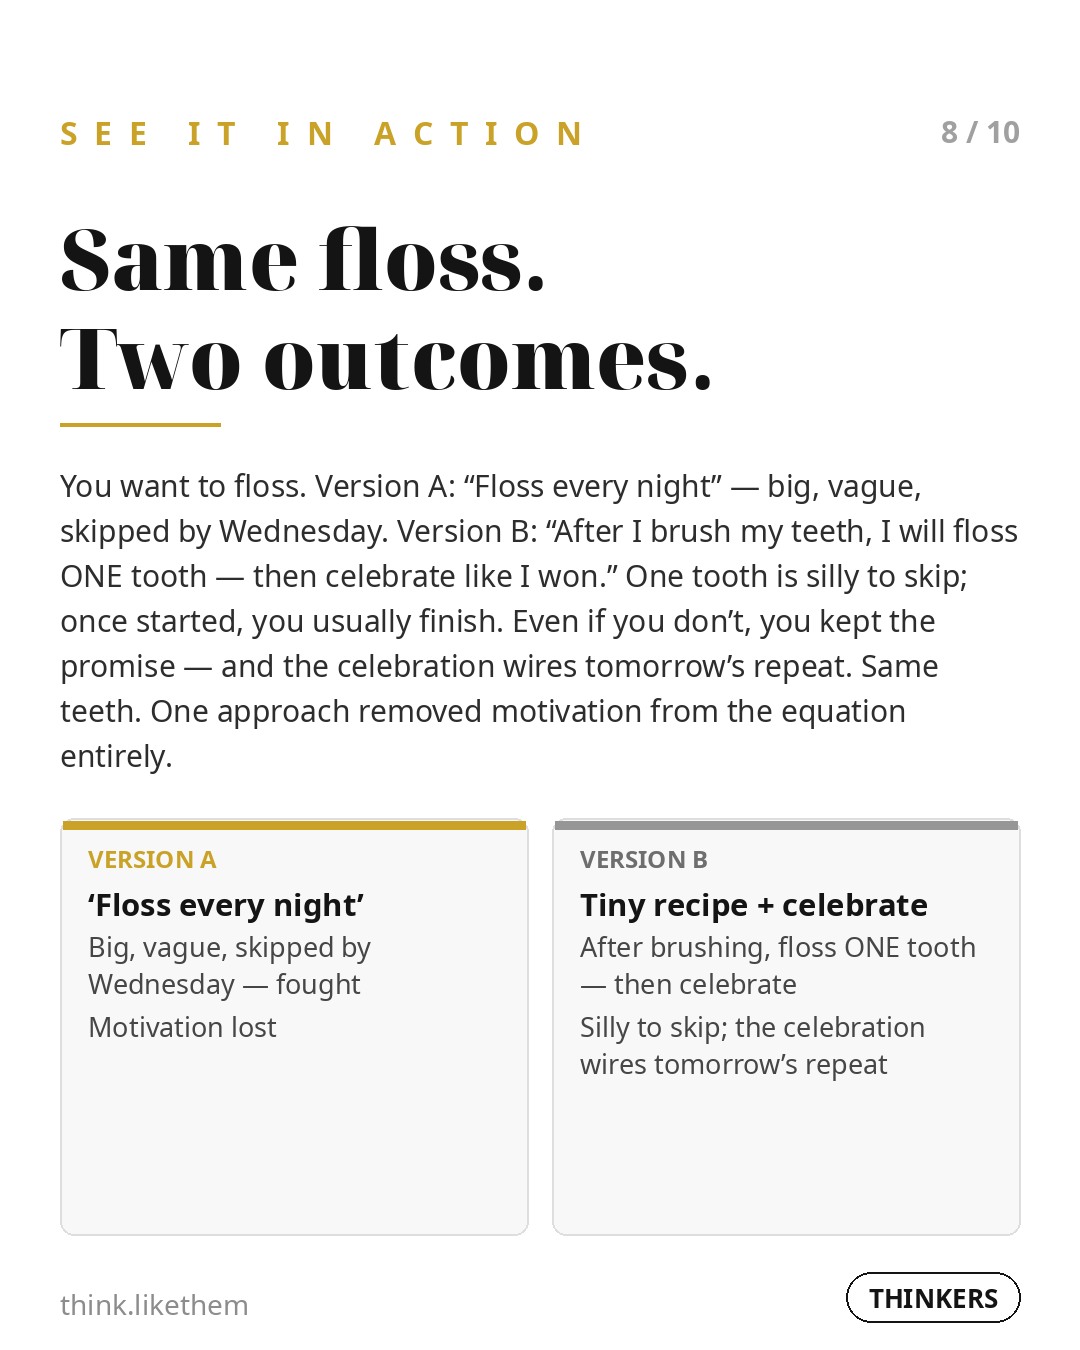 SEE IT IN ACTION
8 / 10
Same floss.
Two outcomes.
You want to floss. Version A: “Floss every night” — big, vague,
skipped by Wednesday. Version B: “After I brush my teeth, I will floss
ONE tooth — then celebrate like I won.” One tooth is silly to skip;
once started, you usually finish. Even if you don’t, you kept the
promise — and the celebration wires tomorrow’s repeat. Same
teeth. One approach removed motivation from the equation
entirely.
VERSION A
‘Floss every night’
Big, vague, skipped by
Wednesday — fought
Motivation lost
VERSION B
Tiny recipe + celebrate
After brushing, floss ONE tooth
— then celebrate
Silly to skip; the celebration
wires tomorrow’s repeat
think.likethem
THINKERS